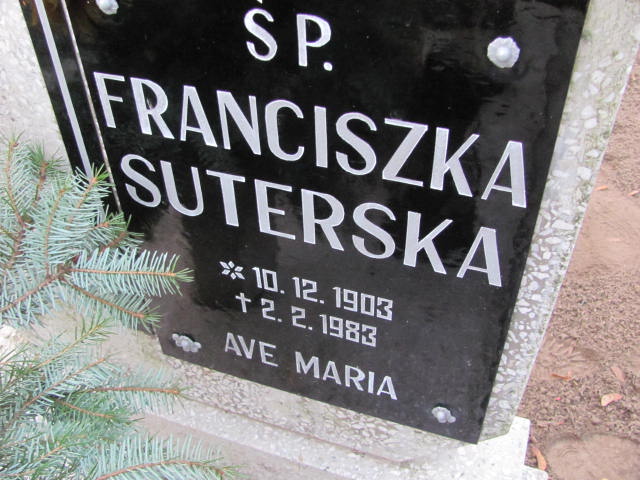 ŚP.
FRANCISZKA
SUTERSKA
* 10. 12. 1903
† 2. 2. 1983
AVE MARIA